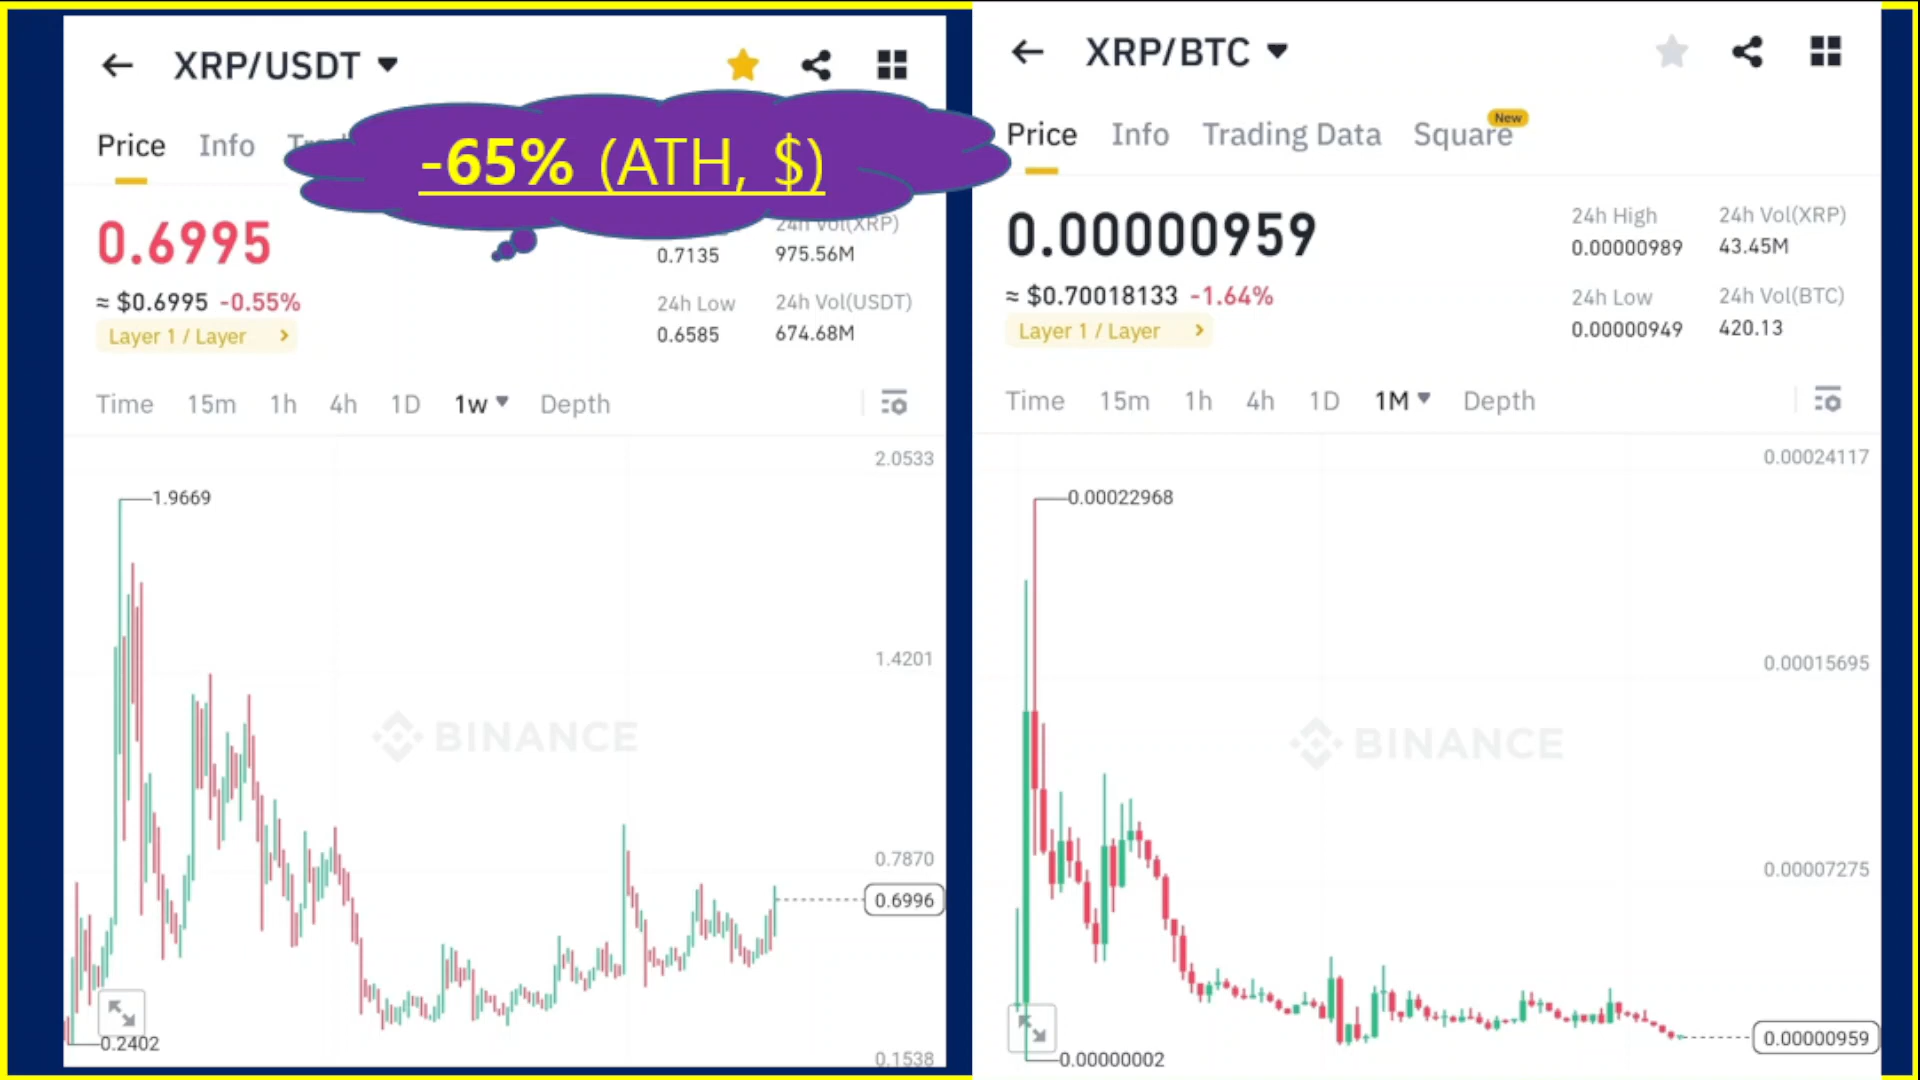 XRP/USDT
Price Info
-65% (ATH, $)
0.6995
≈ $0.6995 -0.55%
Layer 1 / Layer
24h Vol(XRP)
0.7135 975.56M
24h Low 24h Vol(USDT)
0.6585 674.68M
Time 15m 1h 4h 1D 1w Depth
2.0533
1.9669
1.4201
BINANCE
0.7870
0.6996
0.2402
0.1538
XRP/BTC
New
Price Info Trading Data Square
0.00000959
≈ $0.70018133 -1.64%
Layer 1 / Layer
24h High 24h Vol(XRP)
0.00000989 43.45M
24h Low 24h Vol(BTC)
0.00000949 420.13
Time 15m 1h 4h 1D 1M Depth
0.00024117
0.00022968
0.00015695
BINANCE
0.00007275
0.00000959
0.00000002